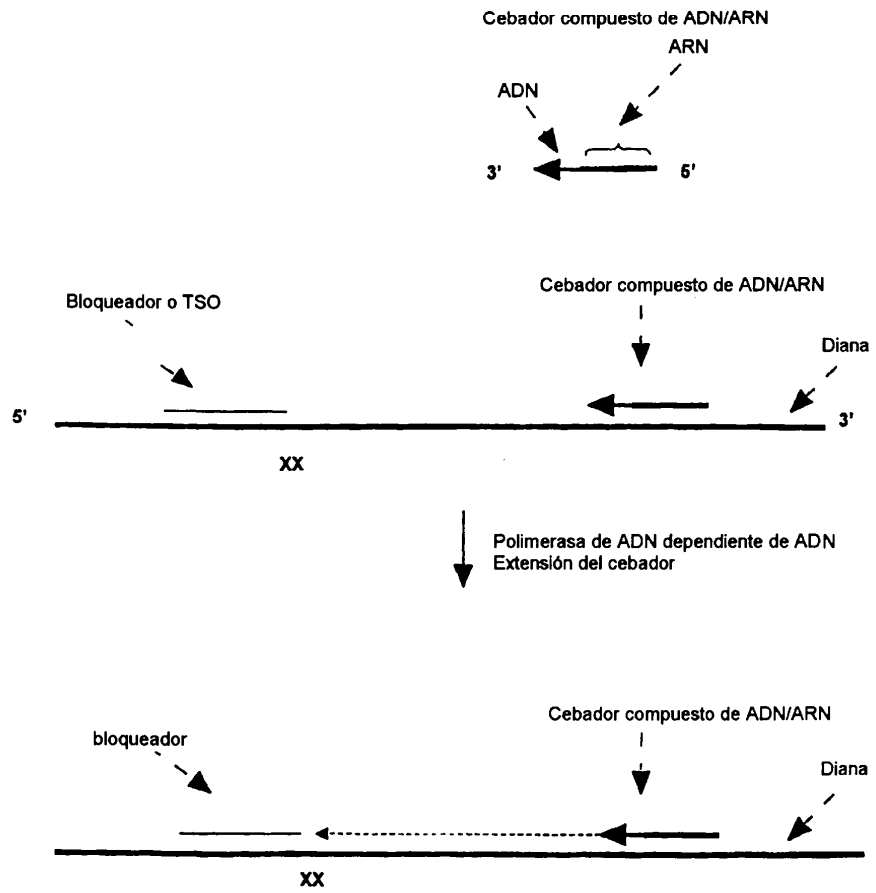 Cebador compuesto de ADN/ARN
ARN
ADN
3'
5'
Cebador compuesto de ADN/ARN
Bloqueador o TSO
Diana
5'
3'
XX
Polimerasa de ADN dependiente de ADN
Extensión del cebador
Cebador compuesto de ADN/ARN
bloqueador
Diana
XX